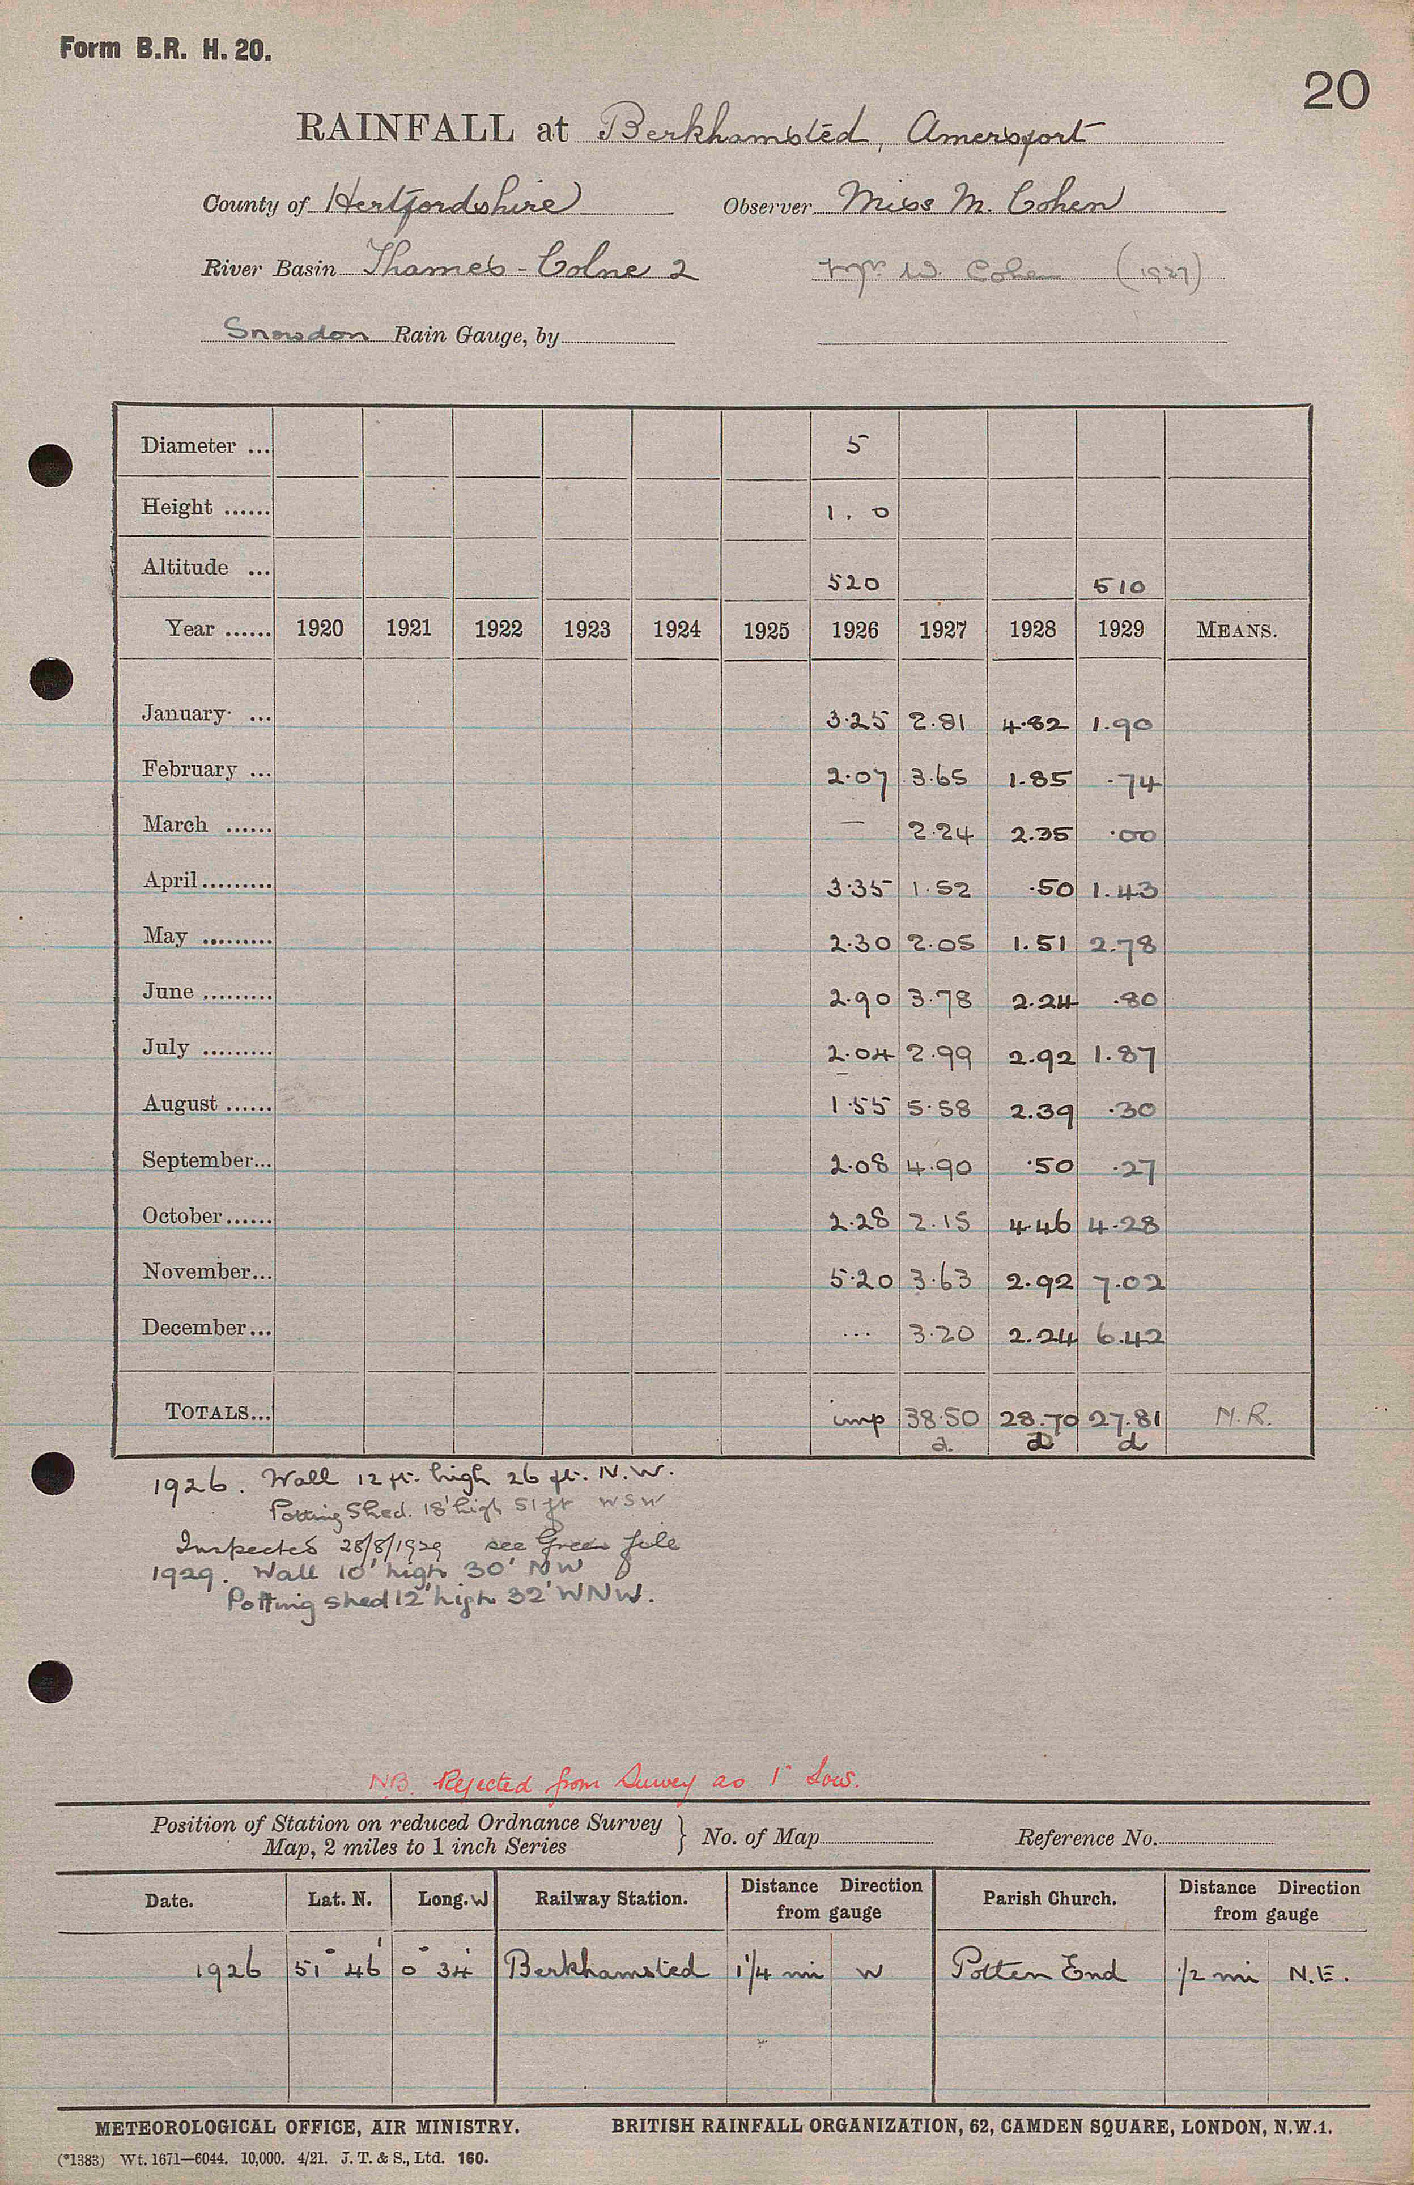 Form B.R. H. 20.
20
RAINFALL at Berkhamsted, Amersfort
County of Hertfordshire Observer Miss M. Cohen
River Basin Thames - Colne 2 W. Cohen (1927)
Snowdon Rain Gauge, by
Diameter ... 5
Height ...... 1. 0
Altitude ... 520 510
Year ...... 1920 1921 1922 1923 1924 1925 1926 1927 1928 1929 MEANS.
January ... 3.25 2.81 4.82 1.90
February ... 2.07 3.65 1.85 .74
March ...... — 2.24 2.35 .00
April ......... 3.35 1.52 .50 1.43
May ......... 2.30 2.05 1.51 2.78
June ......... 2.90 3.78 2.24 .80
July ......... 2.04 2.99 2.92 1.87
August ...... 1.55 5.58 2.39 .30
September... 2.08 4.90 .50 .27
October...... 2.28 2.15 4.46 4.28
November... 5.20 3.63 2.92 7.02
December... ... 3.20 2.24 6.42
TOTALS... imp 38.50 28.70 27.81 N.R.
d. d d
1926. Wall 12 ft. high 26 ft. N.W.
Potting Shed. 18' high 51 ft WSW
Inspected 28/8/1929 see Green file
1929. Wall 10' high 30' NW
Potting shed 12' high 32' WNW.
NB. Rejected from Survey as 1" low.
Position of Station on reduced Ordnance Survey
Map, 2 miles to 1 inch Series } No. of Map Reference No.
Date. Lat. N. Long. W Railway Station. Distance Direction from gauge Parish Church. Distance Direction from gauge
1926 51° 46' 0° 34' Berkhamsted 1 1/4 mi W Potten End 1/2 mi N.E.
METEOROLOGICAL OFFICE, AIR MINISTRY. BRITISH RAINFALL ORGANIZATION, 62, CAMDEN SQUARE, LONDON, N.W.1.
(*1383) Wt. 1671—6044. 10,000. 4/21. J. T. & S., Ltd. 160.